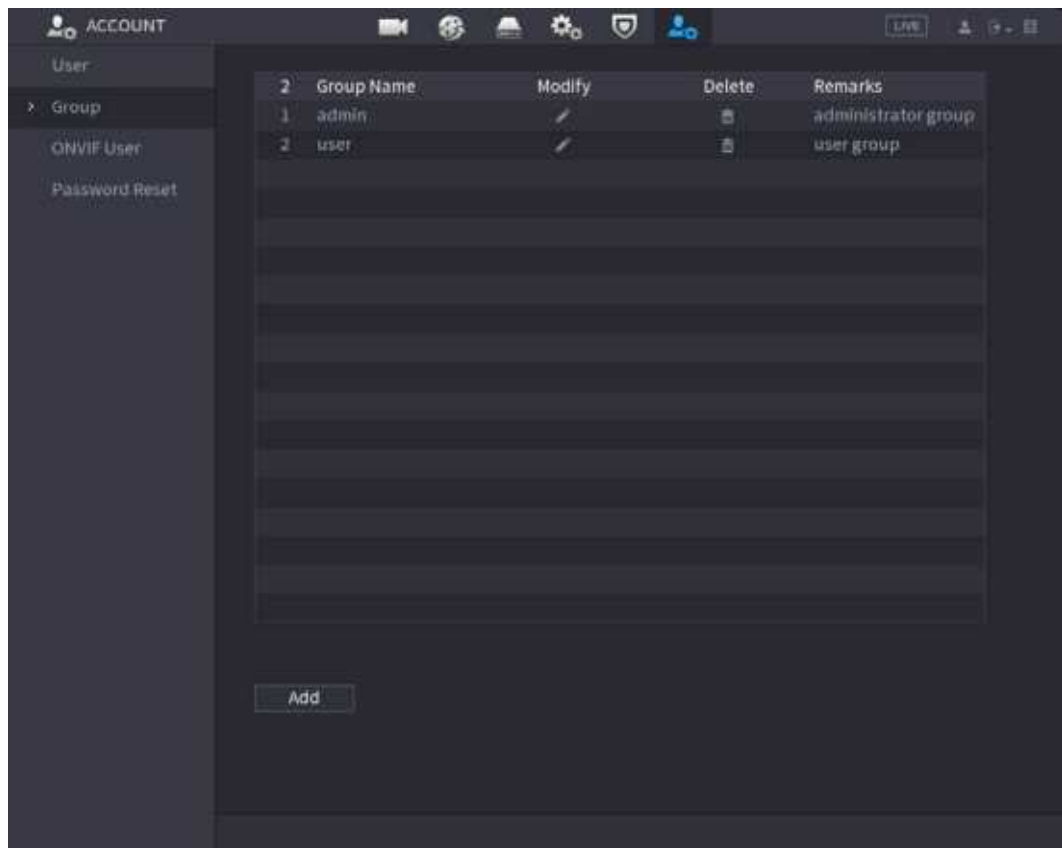 ACCOUNT LIVE
User
Group
ONVIF User
Password Reset
2 Group Name Modify Delete Remarks
1 admin administrator group
2 user user group
Add